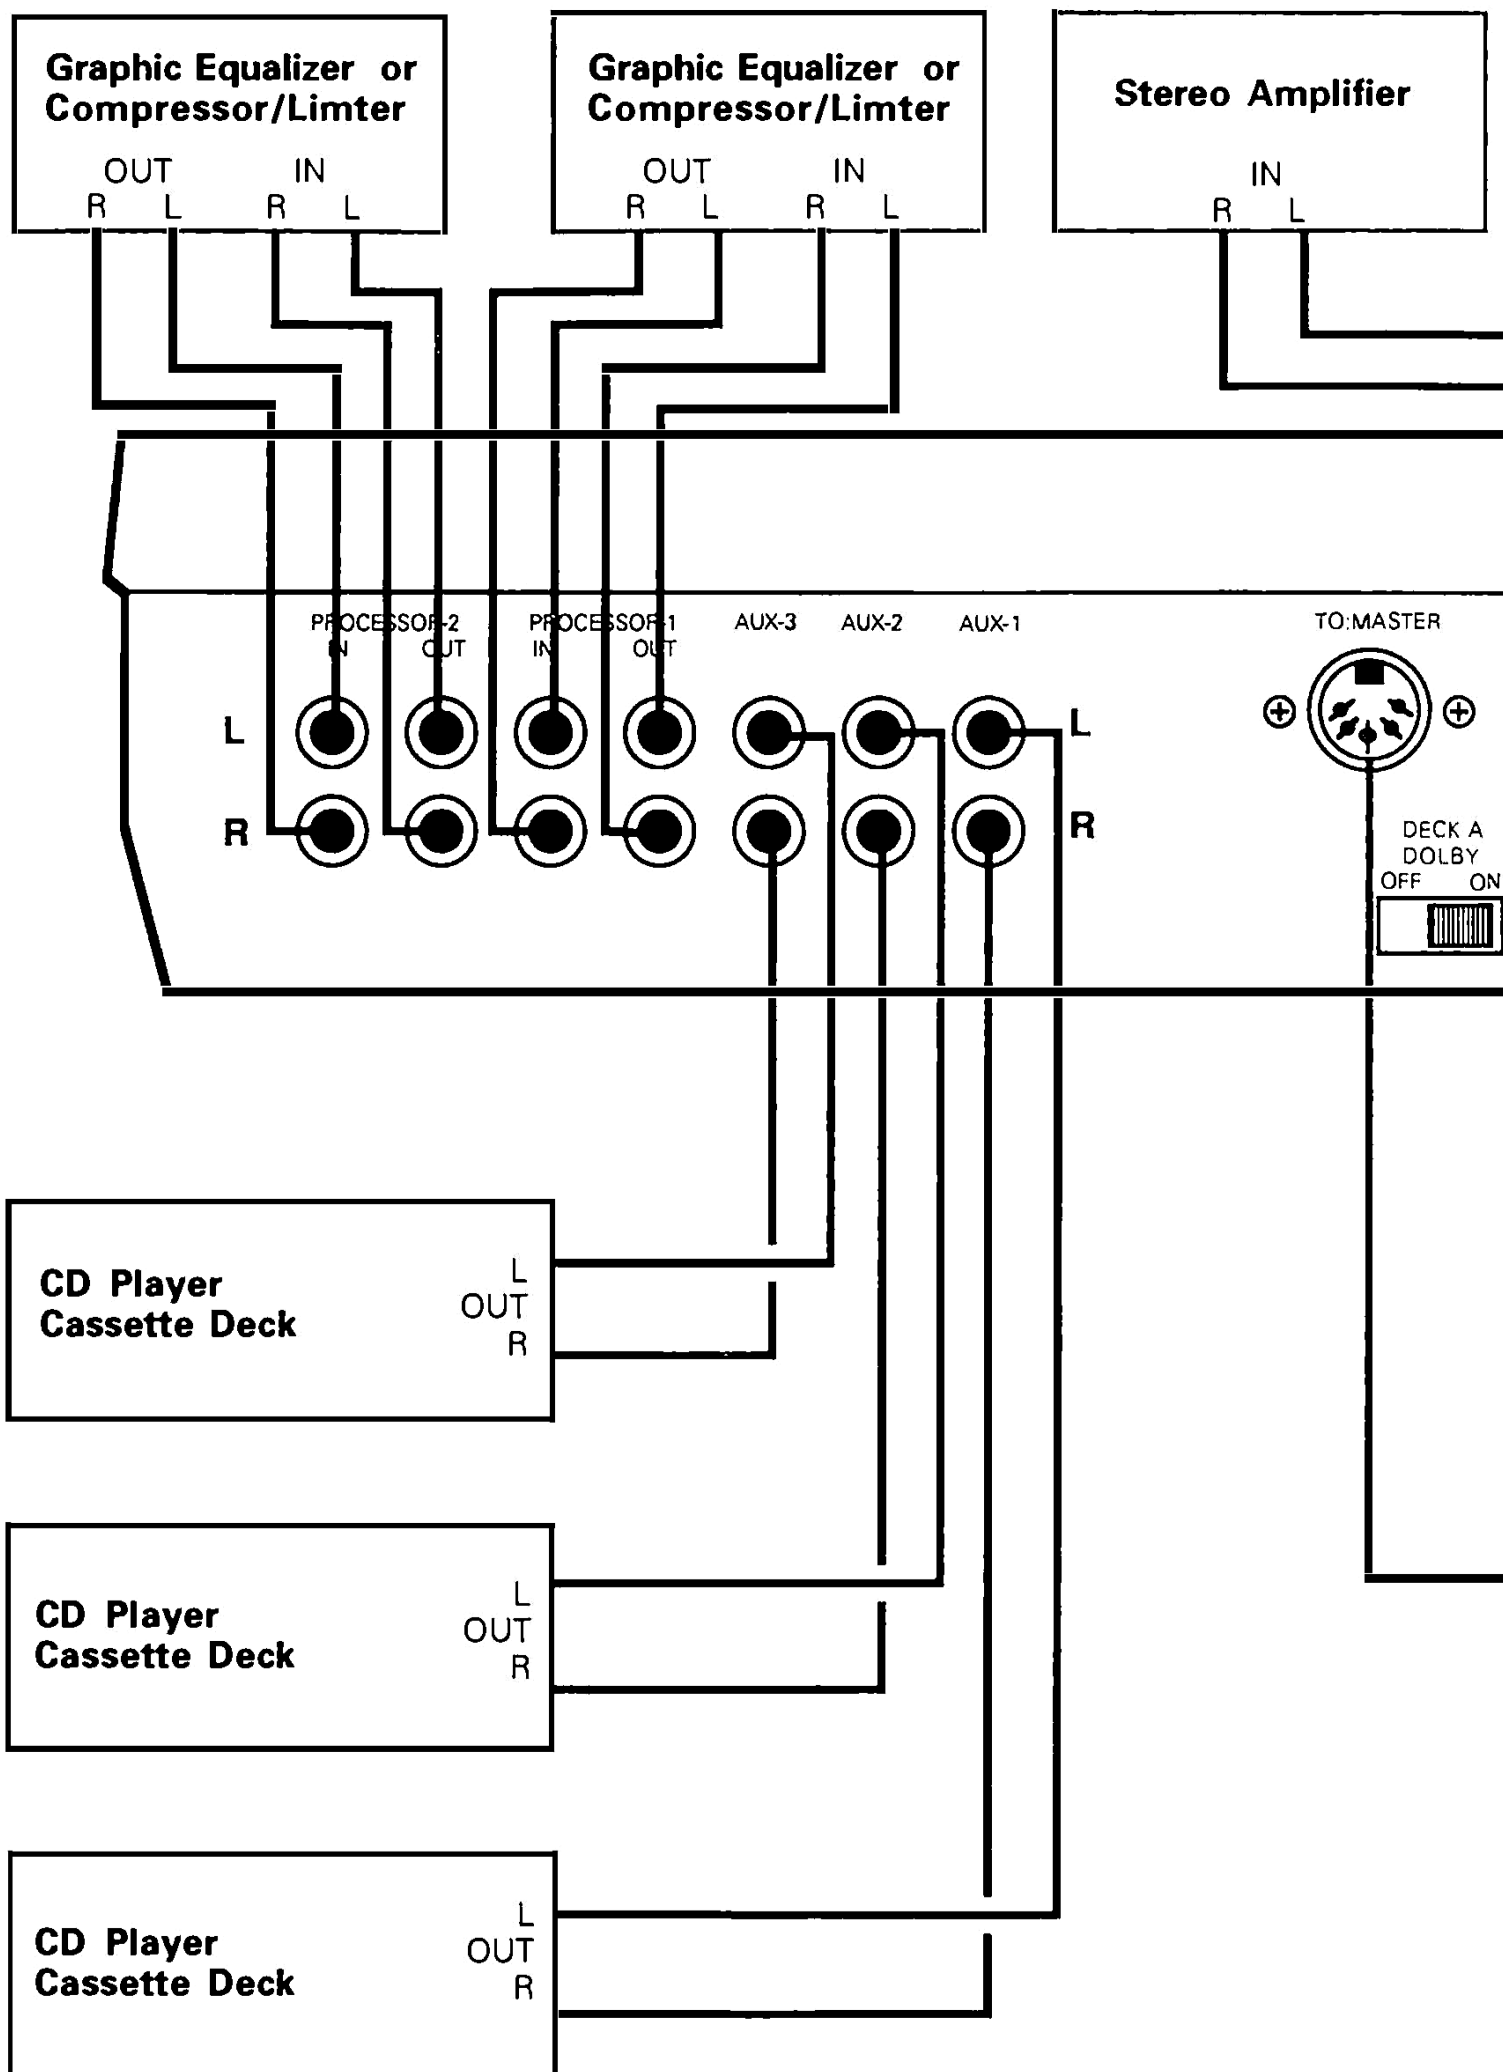 Graphic Equalizer or
Compressor/Limter
OUT IN
R L R L
Graphic Equalizer or
Compressor/Limter
OUT IN
R L R L
Stereo Amplifier
IN
R L
PROCESSOR-2
IN OUT
PROCESSOR-1
IN OUT
AUX-3
AUX-2
AUX-1
TO:MASTER
L
L
R
R
DECK A
DOLBY
OFF ON
CD Player
Cassette Deck
L
OUT
R
CD Player
Cassette Deck
L
OUT
R
CD Player
Cassette Deck
L
OUT
R